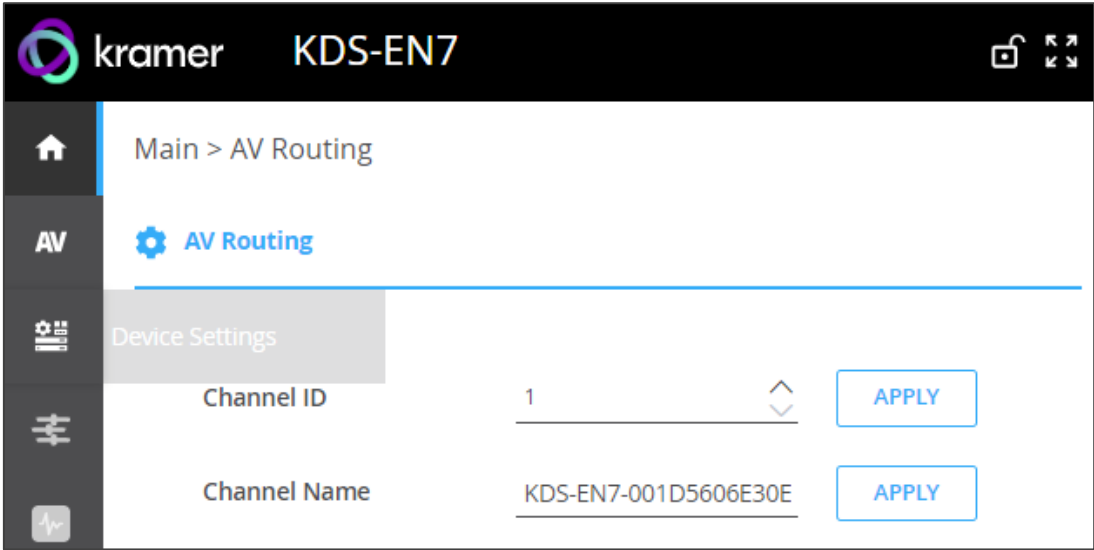 kramer KDS-EN7
Main > AV Routing
AV
AV Routing
Device Settings
Channel ID 1 APPLY
Channel Name KDS-EN7-001D5606E30E APPLY